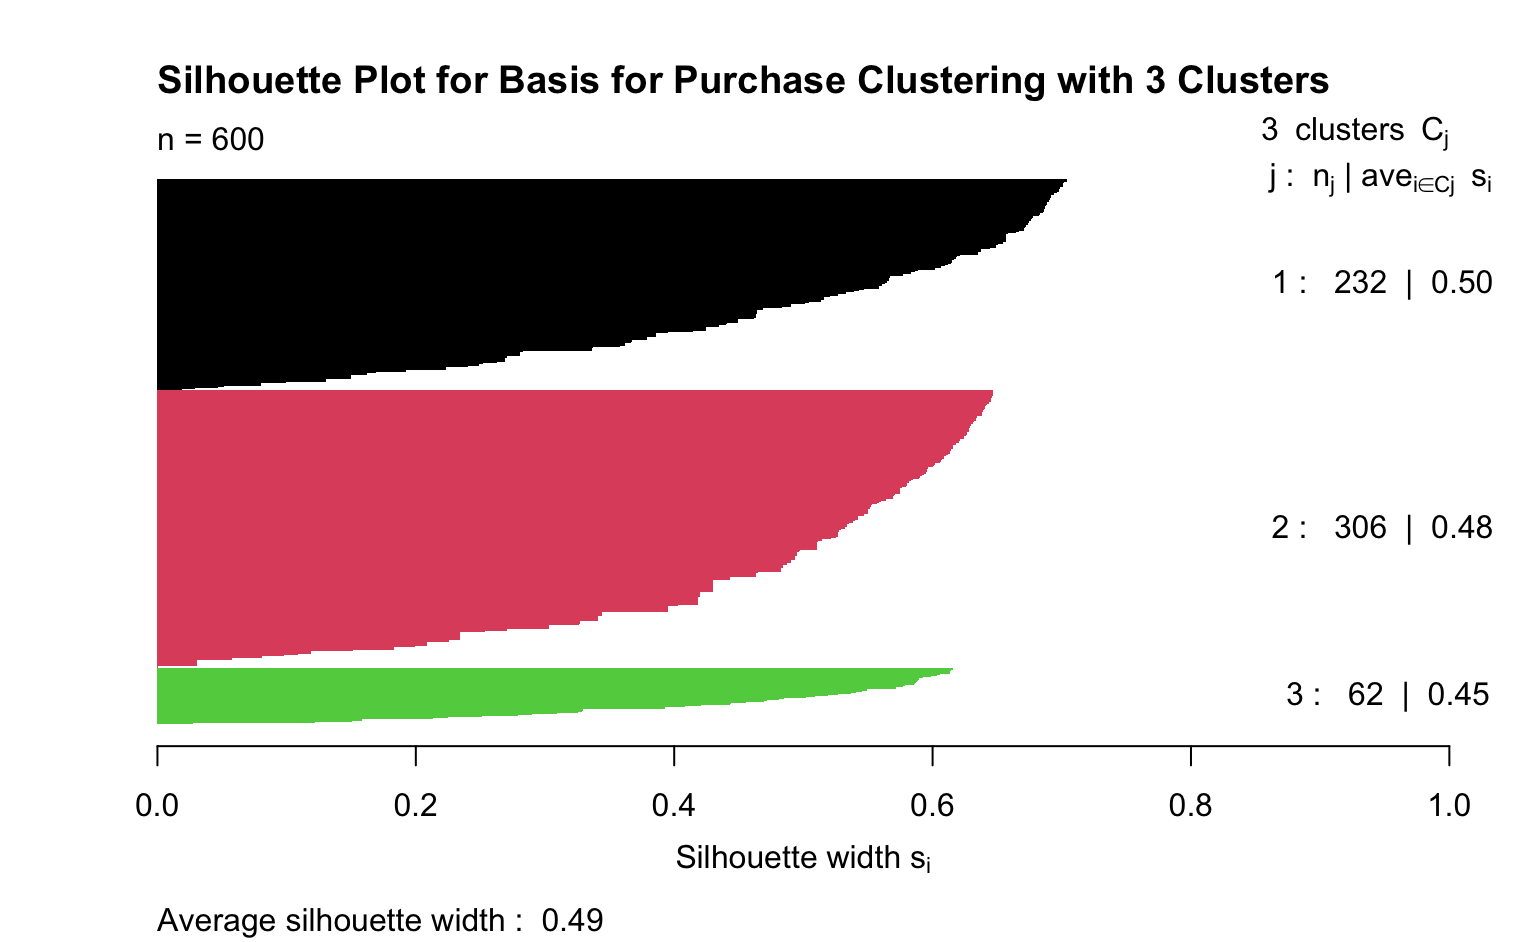 Silhouette Plot for Basis for Purchase Clustering with 3 Clusters
n = 600
3 clusters Cj
j : nj | avei∈Cj si
1 : 232 | 0.50
2 : 306 | 0.48
3 : 62 | 0.45
0.0 0.2 0.4 0.6 0.8 1.0
Silhouette width si
Average silhouette width : 0.49